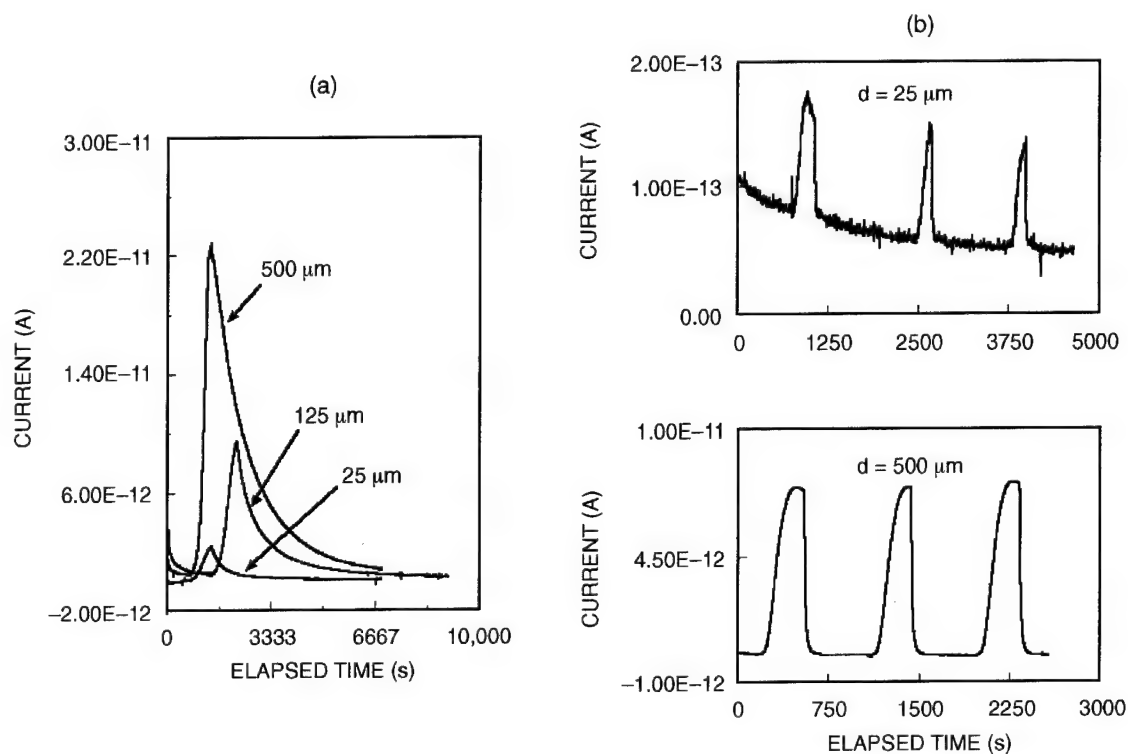 (a)
3.00E−11
2.20E−11
1.40E−11
6.00E−12
−2.00E−12
CURRENT (A)
500 μm
125 μm
25 μm
0 3333 6667 10,000
ELAPSED TIME (s)
(b)
2.00E−13
1.00E−13
0.00
CURRENT (A)
d = 25 μm
0 1250 2500 3750 5000
1.00E−11
4.50E−12
−1.00E−12
CURRENT (A)
d = 500 μm
0 750 1500 2250 3000
ELAPSED TIME (s)